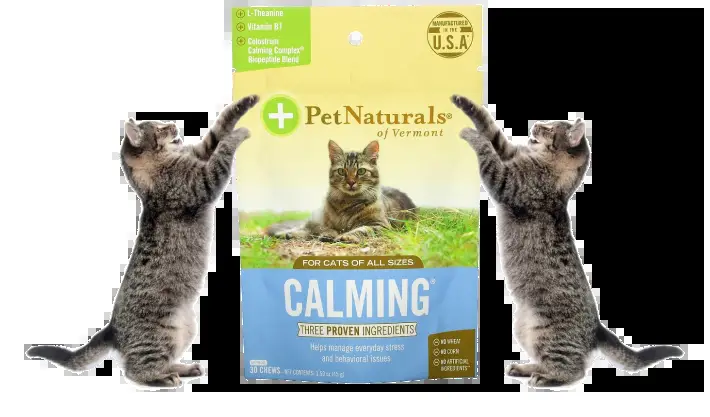 L-Theanine
Vitamin B1
Colostrum
Calming Complex®
Biopeptide Blend
MANUFACTURED
IN THE
U.S.A
PetNaturals®
of Vermont
FOR CATS OF ALL SIZES
CALMING®
THREE PROVEN INGREDIENTS
Helps manage everyday stress
and behavioral issues
NO WHEAT
NO CORN
NO ARTIFICIAL
INGREDIENTS
30 CHEWS NET CONTENTS: